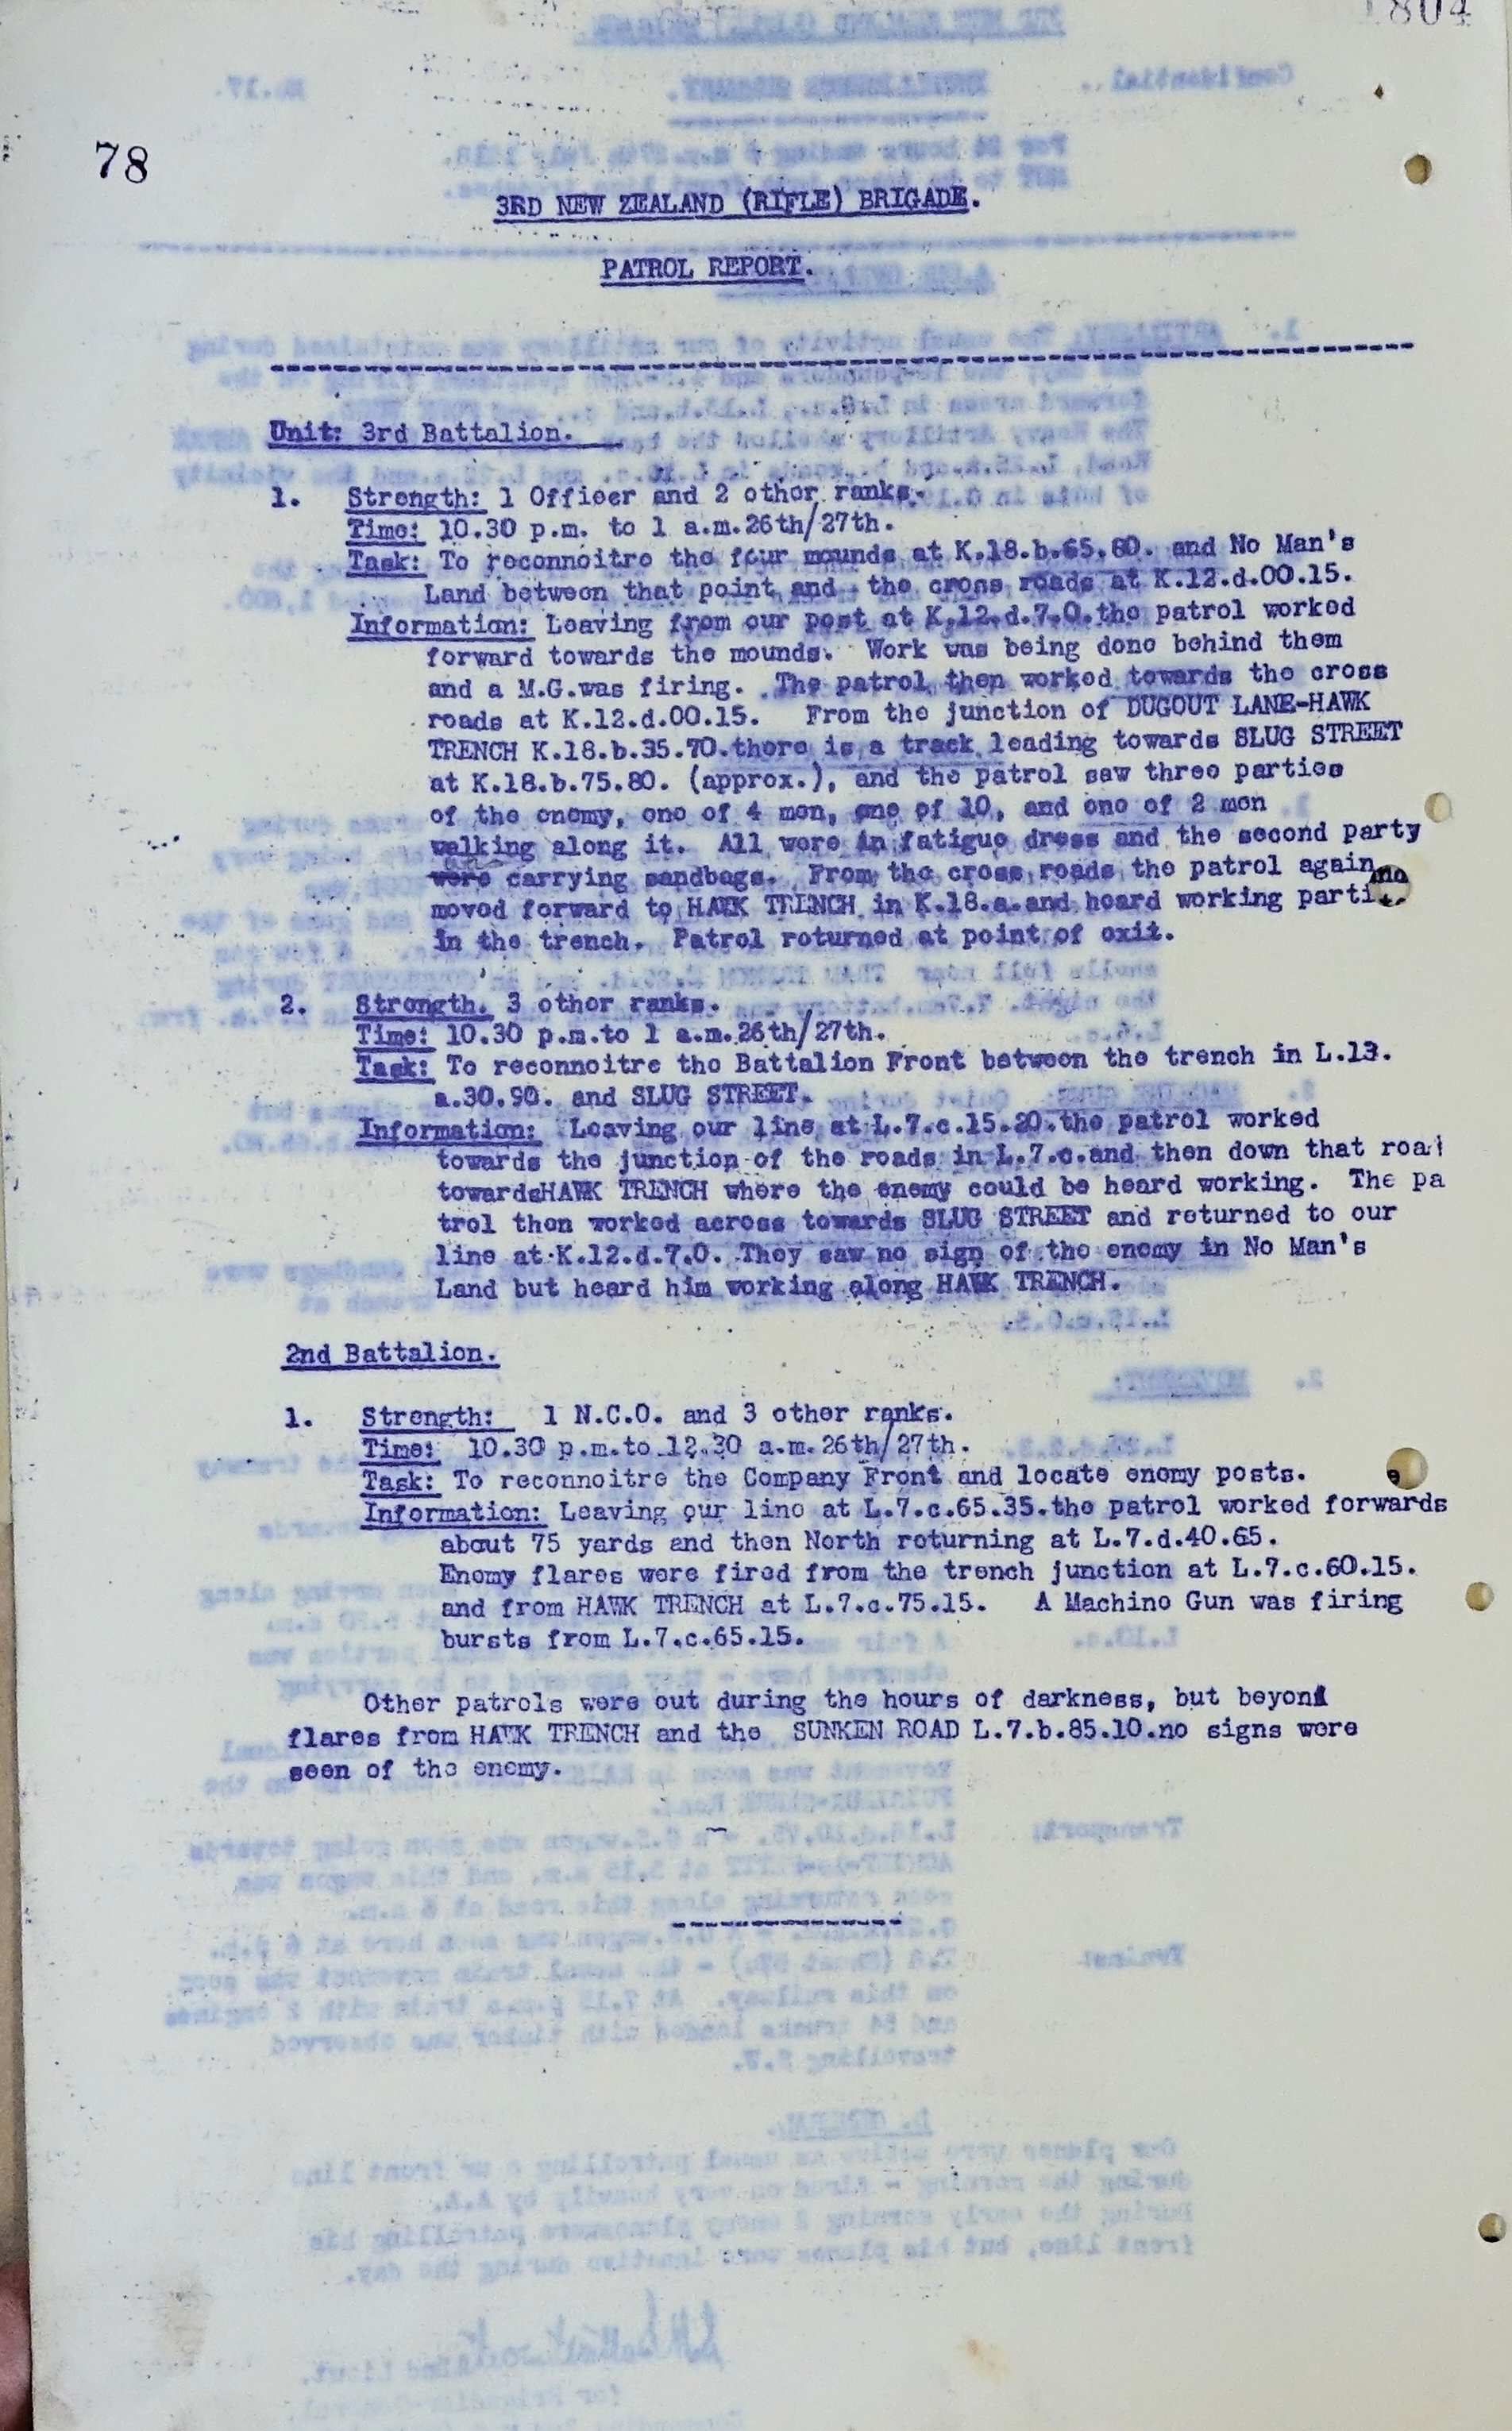 1804
78
3RD NEW ZEALAND (RIFLE) BRIGADE.
PATROL REPORT.
Unit: 3rd Battalion.
1. Strength: 1 Officer and 2 other ranks.
Time: 10.30 p.m. to 1 a.m.26th/27th.
Task: To reconnoitre the four mounds at K.18.b.65.80. and No Man's
Land between that point and the cross roads at K.12.d.00.15.
Information: Leaving from our post at K.12.d.7.0.the patrol worked
forward towards the mounds. Work was being done behind them
and a M.G.was firing. The patrol then worked towards the cross
roads at K.12.d.00.15. From the junction of DUGOUT LANE-HAWK
TRENCH K.18.b.35.70.there is a track leading towards SLUG STREET
at K.18.b.75.80. (approx.), and the patrol saw three parties
of the enemy, one of 4 men, one of 10, and one of 2 men
walking along it. All were in fatigue dress and the second party
were carrying sandbags. From the cross roads the patrol again
moved forward to HAWK TRENCH in K.18.a.and heard working parti
in the trench. Patrol returned at point of exit.
2. Strength. 3 other ranks.
Time: 10.30 p.m.to 1 a.m.26th/27th.
Task: To reconnoitre the Battalion Front between the trench in L.13.
a.30.90. and SLUG STREET.
Information: Leaving our line at L.7.c.15.20.the patrol worked
towards the junction of the roads in L.7.c.and then down that road
towardsHAWK TRENCH where the enemy could be heard working. The pa
trol then worked across towards SLUG STREET and returned to our
line at K.12.d.7.0. They saw no sign of the enemy in No Man's
Land but heard him working along HAWK TRENCH.
2nd Battalion.
1. Strength: 1 N.C.O. and 3 other ranks.
Time: 10.30 p.m.to 12.30 a.m.26th/27th.
Task: To reconnoitre the Company Front and locate enemy posts.
Information: Leaving our line at L.7.c.65.35.the patrol worked forwards
about 75 yards and then North returning at L.7.d.40.65.
Enemy flares were fired from the trench junction at L.7.c.60.15.
and from HAWK TRENCH at L.7.c.75.15. A Machine Gun was firing
bursts from L.7.c.65.15.
Other patrols were out during the hours of darkness, but beyond
flares from HAWK TRENCH and the SUNKEN ROAD L.7.b.85.10.no signs were
seen of the enemy.